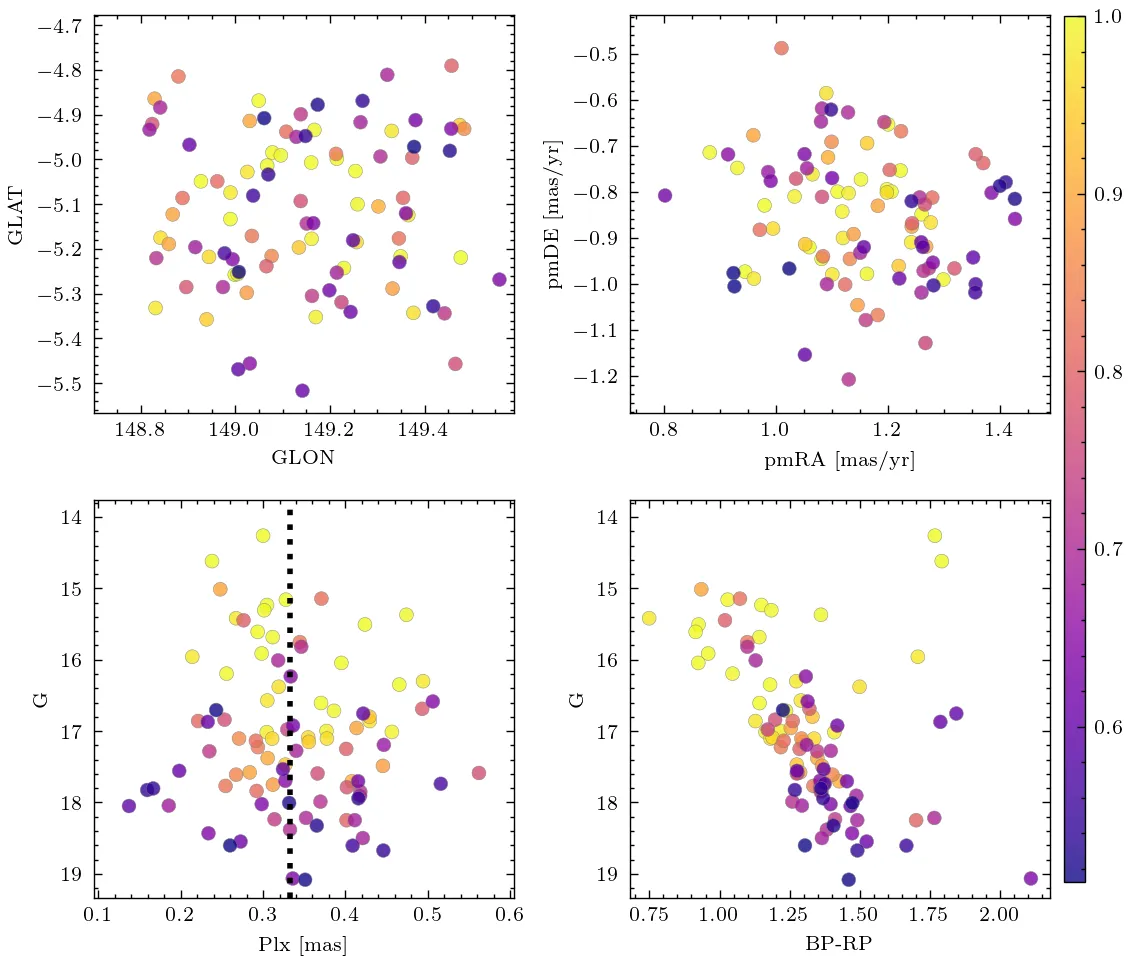 −4.7
−4.8
−4.9
−5.0
−5.1
−5.2
−5.3
−5.4
−5.5
GLAT
148.8 149.0 149.2 149.4
GLON
−0.5
−0.6
−0.7
−0.8
−0.9
−1.0
−1.1
−1.2
pmDE [mas/yr]
0.8 1.0 1.2 1.4
pmRA [mas/yr]
14
15
16
17
18
19
G
0.1 0.2 0.3 0.4 0.5 0.6
Plx [mas]
14
15
16
17
18
19
G
0.75 1.00 1.25 1.50 1.75 2.00
BP-RP
1.0
0.9
0.8
0.7
0.6